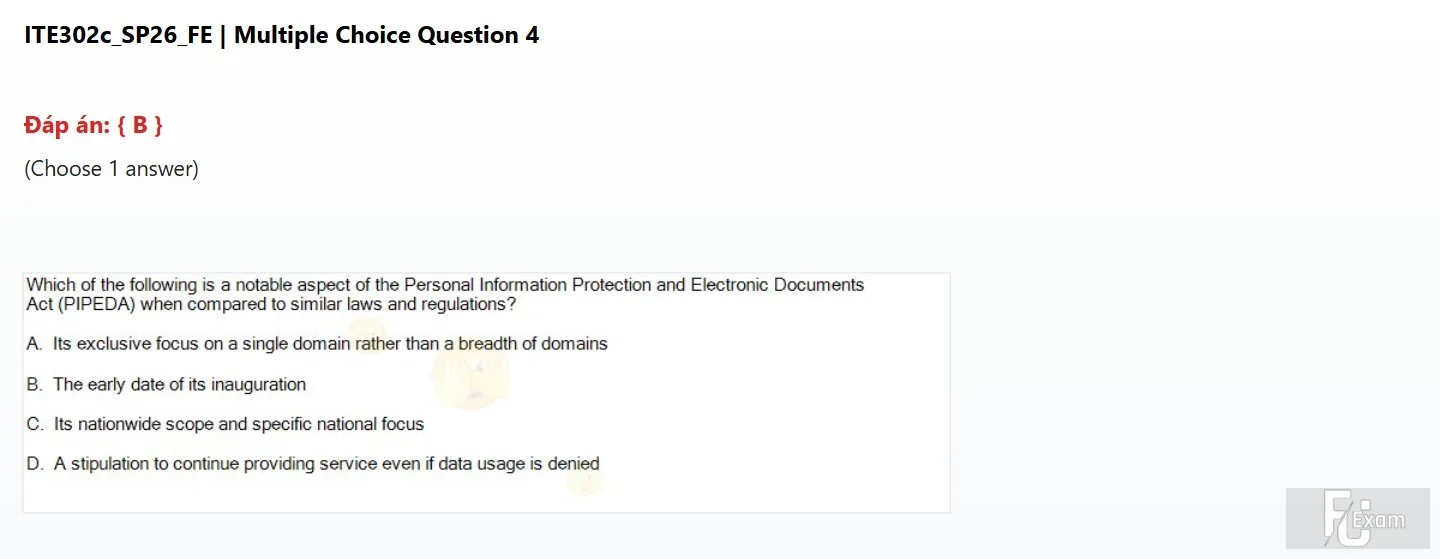 ITE302c_SP26_FE | Multiple Choice Question 4
Đáp án: { B }
(Choose 1 answer)
Which of the following is a notable aspect of the Personal Information Protection and Electronic Documents
Act (PIPEDA) when compared to similar laws and regulations?
A. Its exclusive focus on a single domain rather than a breadth of domains
B. The early date of its inauguration
C. Its nationwide scope and specific national focus
D. A stipulation to continue providing service even if data usage is denied
Exam